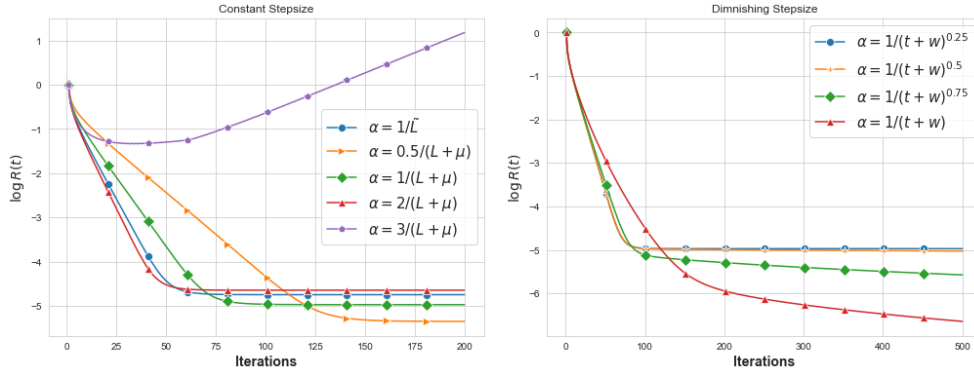 Constant Stepsize
1
0
−1
−2
−3
−4
−5
log R(t)
0
25
50
75
100
125
150
175
200
Iterations
α = 1/L̃
α = 0.5/(L + μ)
α = 1/(L + μ)
α = 2/(L + μ)
α = 3/(L + μ)
Dimnishing Stepsize
0
−1
−2
−3
−4
−5
−6
log R(t)
0
100
200
300
400
500
Iterations
α = 1/(t + w)^0.25
α = 1/(t + w)^0.5
α = 1/(t + w)^0.75
α = 1/(t + w)